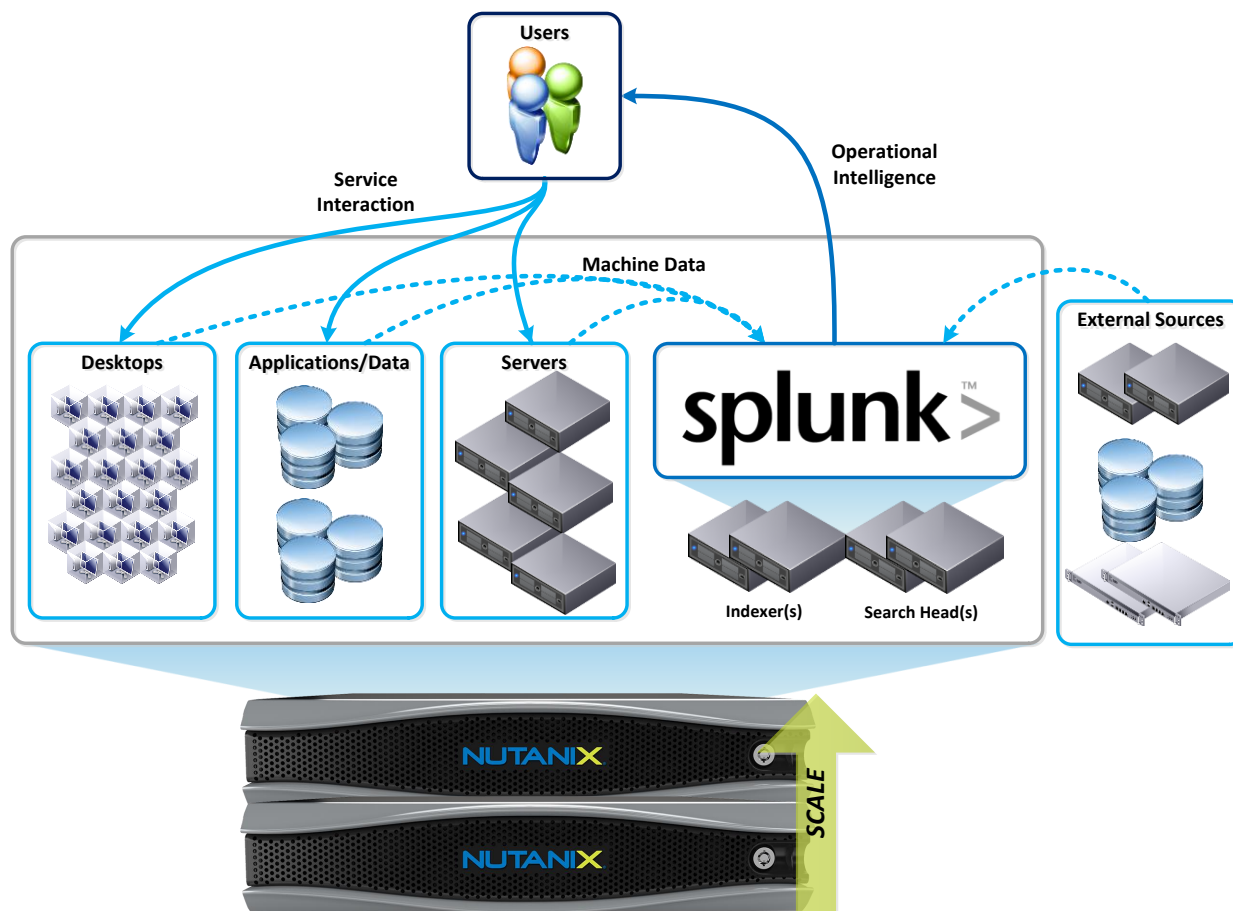 Users
Operational
Intelligence
Service
Interaction
Machine Data
External Sources
Desktops
Applications/Data
Servers
splunk>™
Indexer(s)
Search Head(s)
NUTANIX
SCALE
NUTANIX